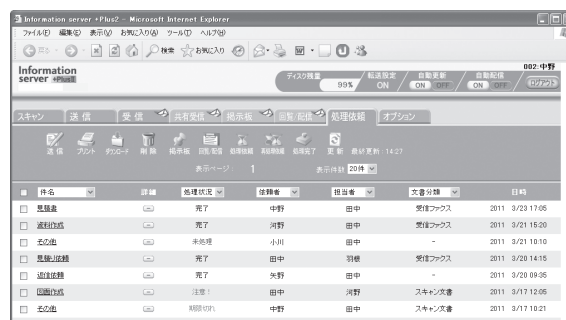 Information server +Plus2 - Microsoft Internet Explorer
ファイル(F) 編集(E) 表示(V) お気に入り(A) ツール(T) ヘルプ(H)
戻る 検索 お気に入り
Information
server +PlusII
002:中野
ディスク残量 99% 転送設定 ON 自動更新 ON OFF 自動配信 ON OFF ログアウト
スキャン 送信 受信 共有受信 掲示板 回覧/配信 処理依頼 オプション
送信 プリント ダウンロード 削除 掲示板 回覧/配信 処理依頼 再処理依頼 処理完了 更新 最終更新 : 14:27
表示ページ : 1 表示件数 20件
件名 詳細 処理状況 依頼者 担当者 文書分類 日時
見積書 完了 中野 田中 受信ファクス 2011 3/23 17:05
資料作成 完了 河野 田中 受信ファクス 2011 3/21 15:20
その他 未処理 小川 田中 - 2011 3/21 10:10
見積り依頼 完了 田中 羽根 受信ファクス 2011 3/20 14:15
返信依頼 完了 矢野 田中 - 2011 3/20 09:35
図面作成 注意! 田中 河野 スキャン文書 2011 3/17 12:05
その他 期限切れ 中野 田中 スキャン文書 2011 3/17 10:21